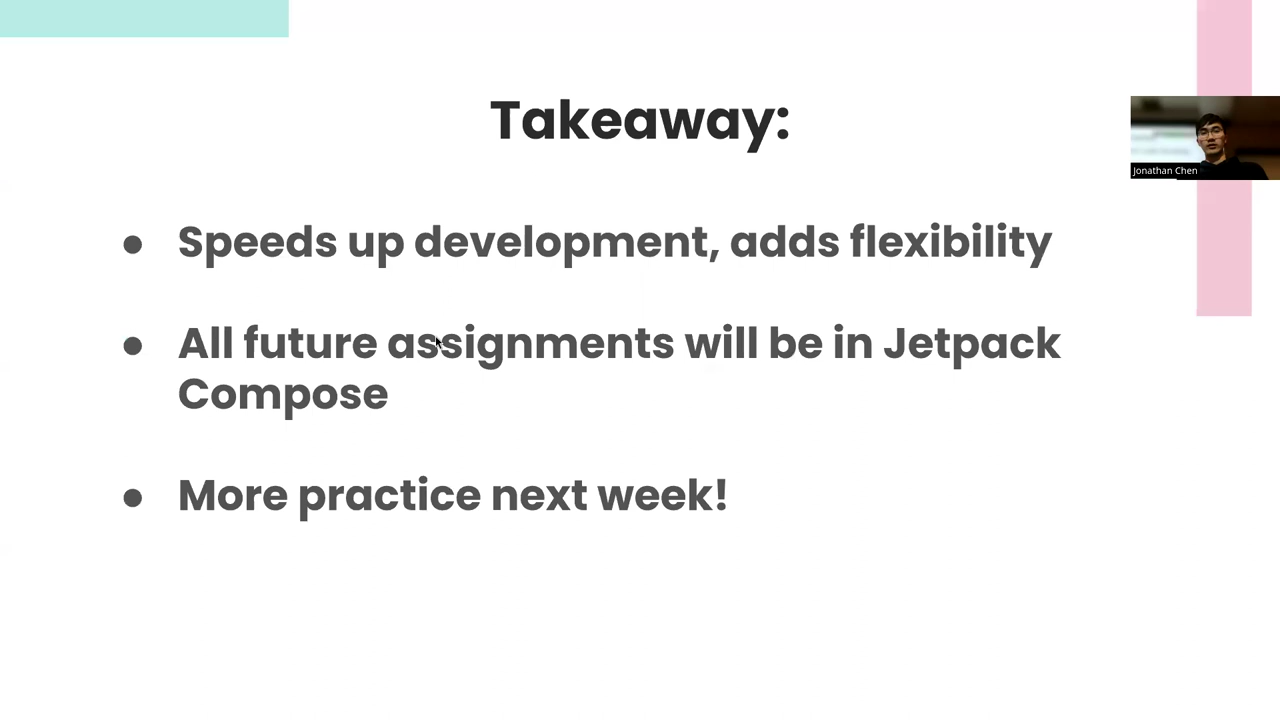 Takeaway:
Jonathan Chen
● Speeds up development, adds flexibility
● All future assignments will be in Jetpack
Compose
● More practice next week!